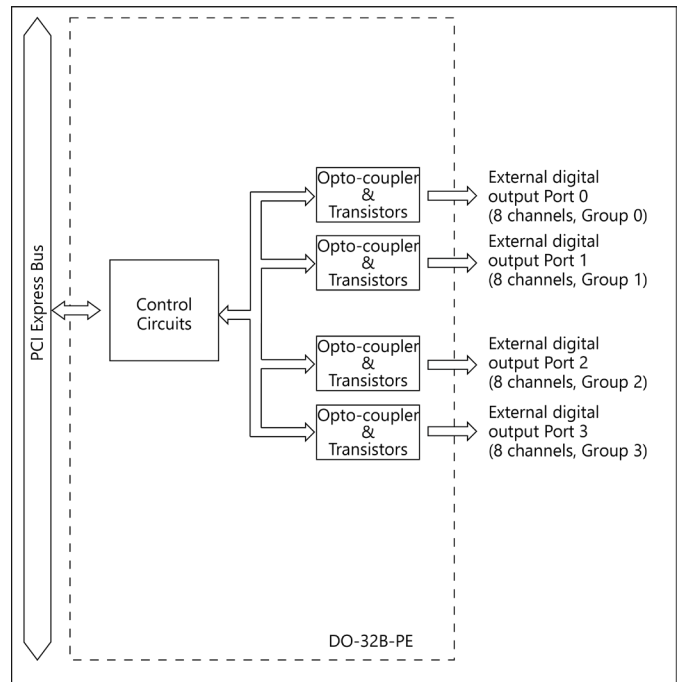 PCI Express Bus
Control
Circuits
Opto-coupler
&
Transistors
External digital
output Port 0
(8 channels, Group 0)
Opto-coupler
&
Transistors
External digital
output Port 1
(8 channels, Group 1)
Opto-coupler
&
Transistors
External digital
output Port 2
(8 channels, Group 2)
Opto-coupler
&
Transistors
External digital
output Port 3
(8 channels, Group 3)
DO-32B-PE